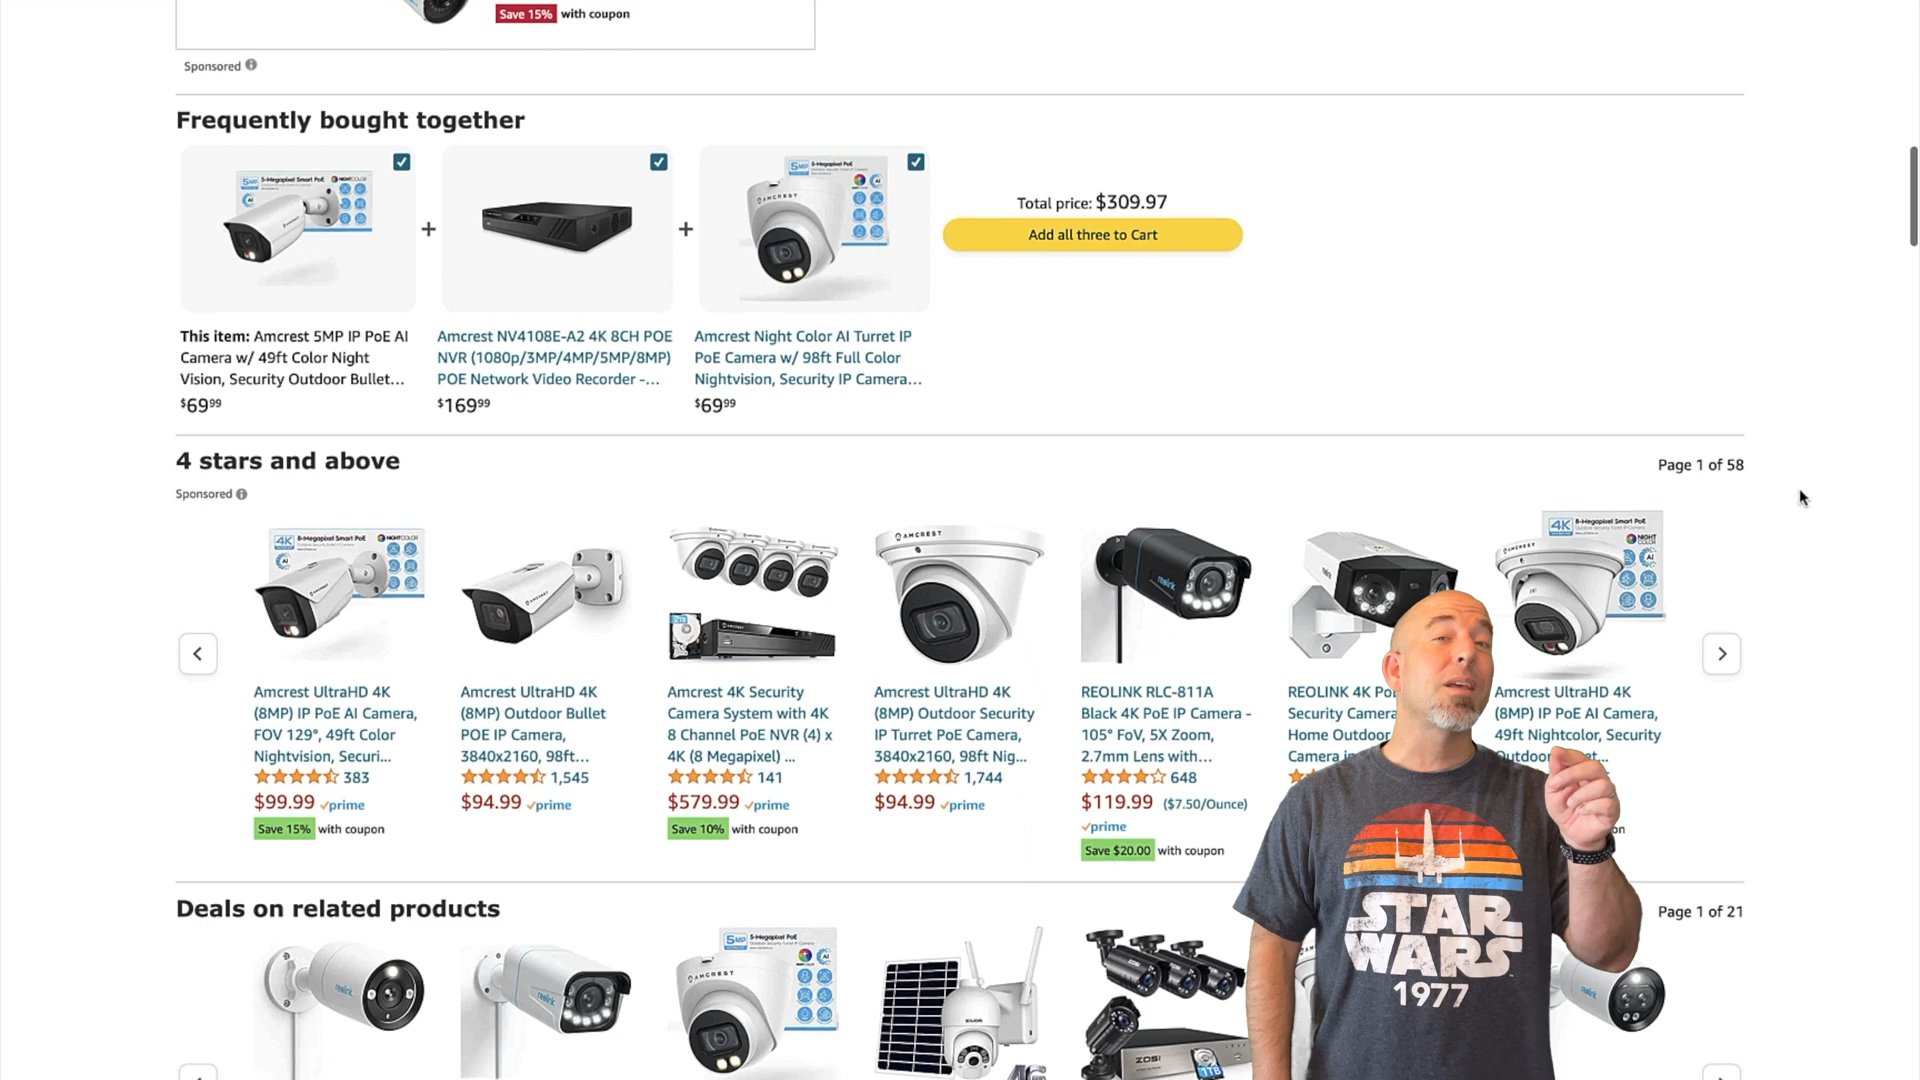 Save 15% with coupon
Sponsored
Frequently bought together
Total price: $309.97
Add all three to Cart
This item: Amcrest 5MP IP PoE AI
Camera w/ 49ft Color Night
Vision, Security Outdoor Bullet...
$69 99
Amcrest NV4108E-A2 4K 8CH POE
NVR (1080p/3MP/4MP/5MP/8MP)
POE Network Video Recorder -...
$169 99
Amcrest Night Color AI Turret IP
PoE Camera w/ 98ft Full Color
Nightvision, Security IP Camera...
$69 99
4 stars and above
Page 1 of 58
Sponsored
Amcrest UltraHD 4K
(8MP) IP PoE AI Camera,
FOV 129°, 49ft Color
Nightvision, Securi...
383
$99.99 prime
Save 15% with coupon
Amcrest UltraHD 4K
(8MP) Outdoor Bullet
POE IP Camera,
3840x2160, 98ft...
1,545
$94.99 prime
Amcrest 4K Security
Camera System with 4K
8 Channel PoE NVR (4) x
4K (8 Megapixel) ...
141
$579.99 prime
Save 10% with coupon
Amcrest UltraHD 4K
(8MP) Outdoor Security
IP Turret PoE Camera,
3840x2160, 98ft Nig...
1,744
$94.99 prime
REOLINK RLC-811A
Black 4K PoE IP Camera -
105° FoV, 5X Zoom,
2.7mm Lens with...
648
$119.99 ($7.50/Ounce)
prime
Save $20.00 with coupon
REOLINK 4K
Security Camera
Home Outdoor
Camera
Amcrest UltraHD 4K
(8MP) IP PoE AI Camera,
49ft Nightcolor, Security
STAR
WARS
1977
Deals on related products
Page 1 of 21